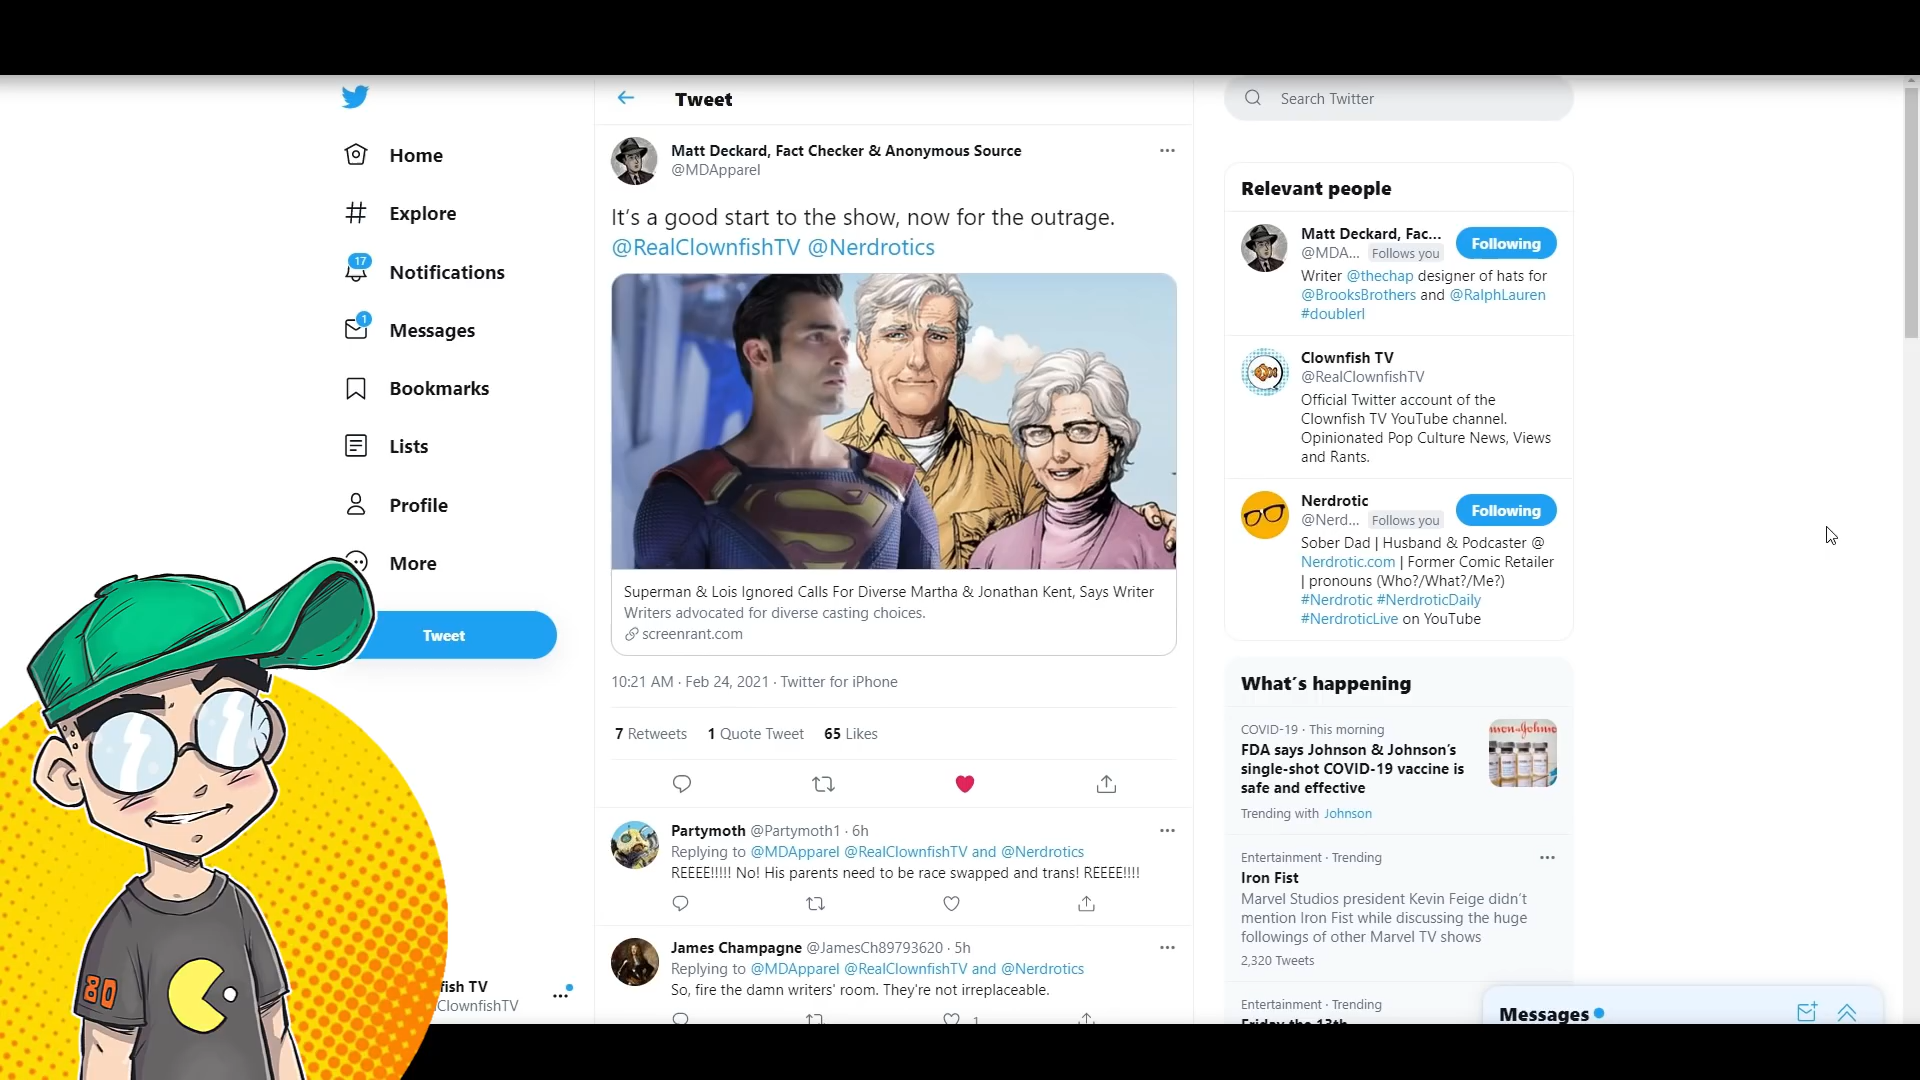 Home
Explore
17
Notifications
1
Messages
Bookmarks
Lists
Profile
More
Tweet
fish TV
ClownfishTV
80
Tweet
Matt Deckard, Fact Checker & Anonymous Source
@MDApparel
It's a good start to the show, now for the outrage.
@RealClownfishTV @Nerdrotics
Superman & Lois Ignored Calls For Diverse Martha & Jonathan Kent, Says Writer
Writers advocated for diverse casting choices.
screenrant.com
10:21 AM · Feb 24, 2021 · Twitter for iPhone
7 Retweets 1 Quote Tweet 65 Likes
Partymoth @Partymoth1 · 6h
Replying to @MDApparel @RealClownfishTV and @Nerdrotics
REEEE!!!!! No! His parents need to be race swapped and trans! REEEE!!!!
James Champagne @JamesCh89793620 · 5h
Replying to @MDApparel @RealClownfishTV and @Nerdrotics
So, fire the damn writers' room. They're not irreplaceable.
1
Search Twitter
Relevant people
Matt Deckard, Fac...
@MDA... Follows you
Following
Writer @thechap designer of hats for
@BrooksBrothers and @RalphLauren
#doublerl
Clownfish TV
@RealClownfishTV
Official Twitter account of the
Clownfish TV YouTube channel.
Opinionated Pop Culture News, Views
and Rants.
Nerdrotic
@Nerd... Follows you
Following
Sober Dad | Husband & Podcaster @
Nerdrotic.com | Former Comic Retailer
| pronouns (Who?/What?/Me?)
#Nerdrotic #NerdroticDaily
#NerdroticLive on YouTube
What's happening
COVID-19 · This morning
FDA says Johnson & Johnson's
single-shot COVID-19 vaccine is
safe and effective
Trending with Johnson
Entertainment · Trending
Iron Fist
Marvel Studios president Kevin Feige didn't
mention Iron Fist while discussing the huge
followings of other Marvel TV shows
2,320 Tweets
Entertainment · Trending
Friday the 13th
Messages